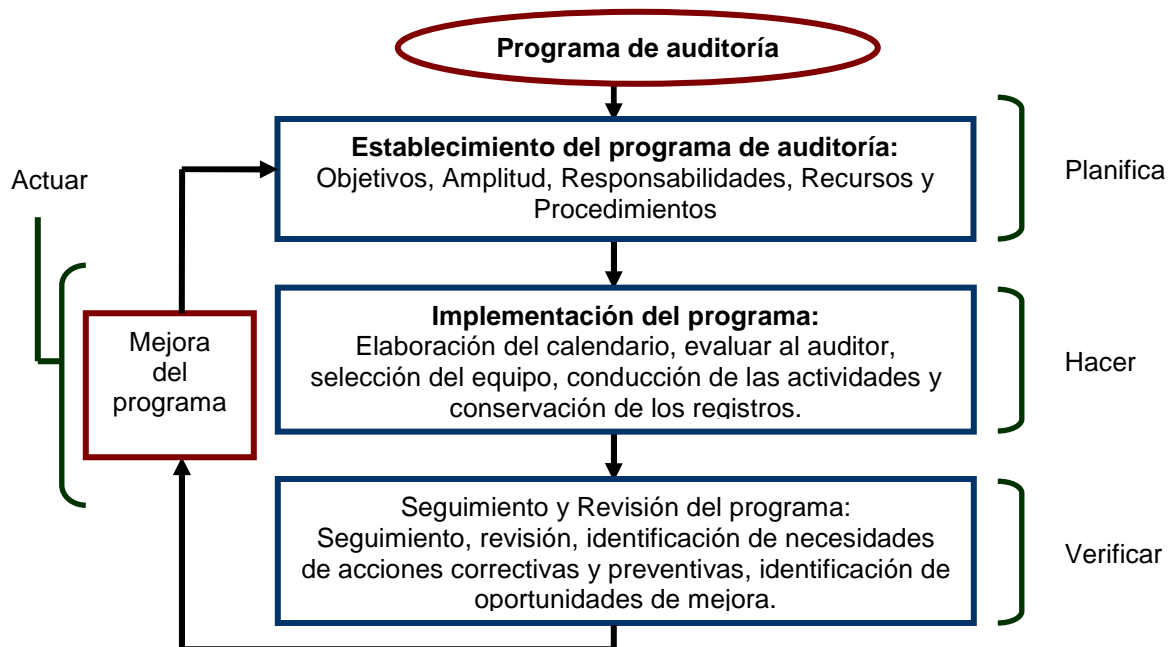 Programa de auditoría
Establecimiento del programa de auditoría:
Objetivos, Amplitud, Responsabilidades, Recursos y
Procedimientos
Planifica
Actuar
Mejora
del
programa
Implementación del programa:
Elaboración del calendario, evaluar al auditor,
selección del equipo, conducción de las actividades y
conservación de los registros.
Hacer
Seguimiento y Revisión del programa:
Seguimiento, revisión, identificación de necesidades
de acciones correctivas y preventivas, identificación de
oportunidades de mejora.
Verificar